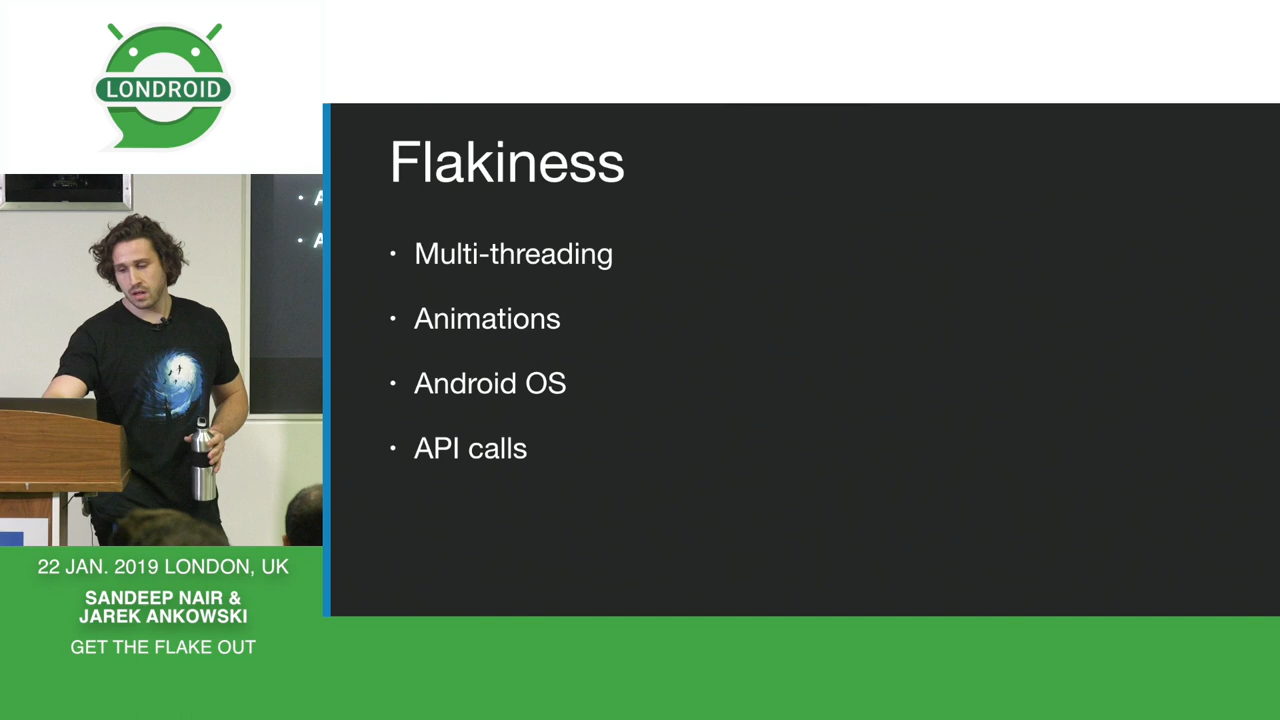 LONDROID
Flakiness
• Multi-threading
• Animations
• Android OS
• API calls
• A
• A
22 JAN. 2019 LONDON, UK
SANDEEP NAIR &
JAREK ANKOWSKI
GET THE FLAKE OUT